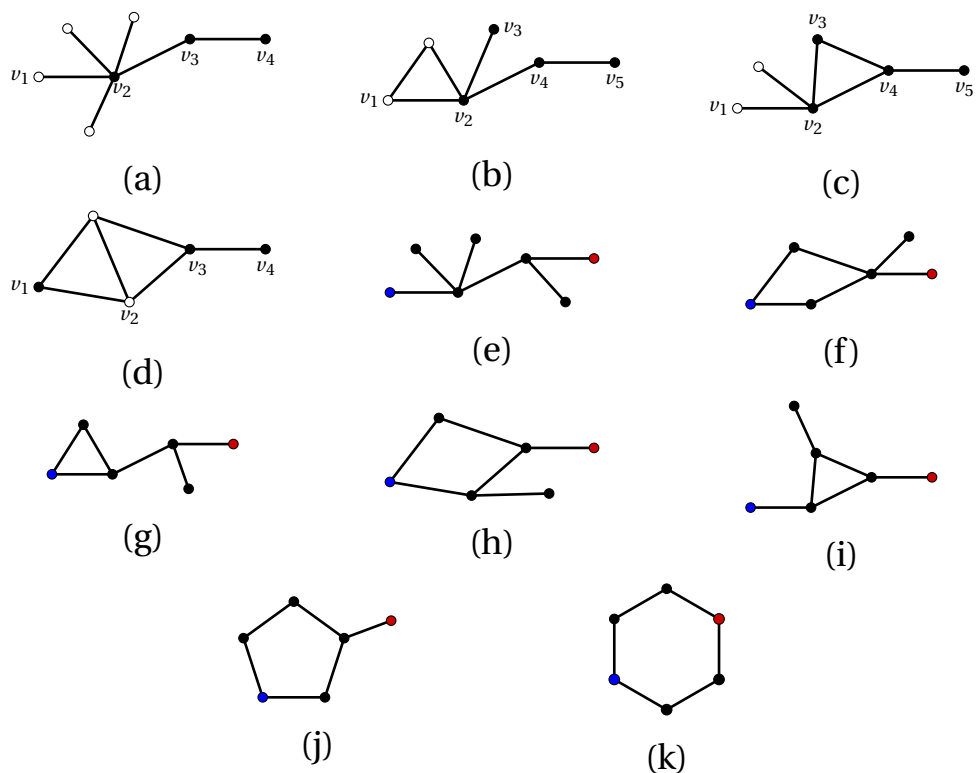 v1 v2 v3 v4
(a)
v1 v2 v3 v4 v5
(b)
v1 v2 v3 v4 v5
(c)
v1 v2 v3 v4
(d)
(e)
(f)
(g)
(h)
(i)
(j)
(k)